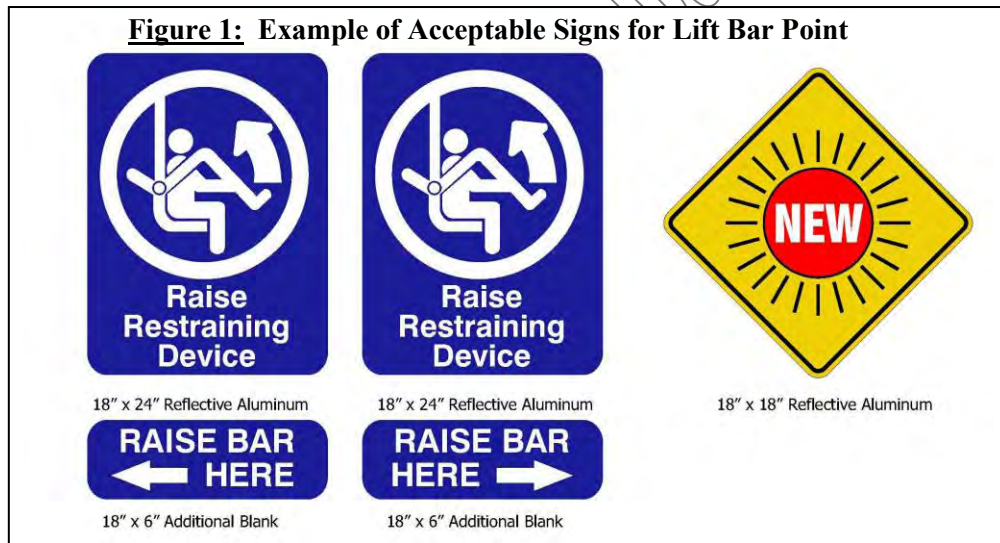 Figure 1: Example of Acceptable Signs for Lift Bar Point
Raise
Restraining
Device
18" x 24" Reflective Aluminum
RAISE BAR
HERE
18" x 6" Additional Blank
Raise
Restraining
Device
18" x 24" Reflective Aluminum
RAISE BAR
HERE
18" x 6" Additional Blank
NEW
18" x 18" Reflective Aluminum